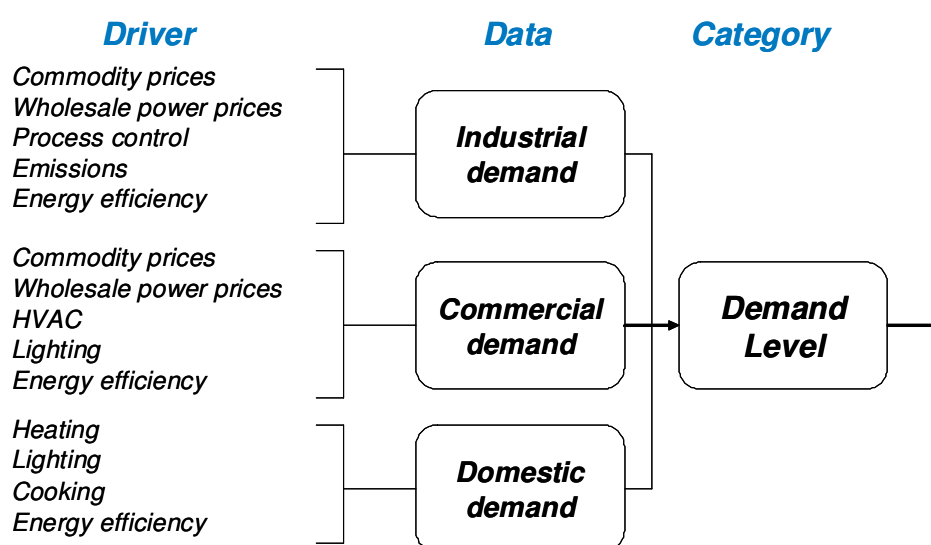 Driver Data Category
Commodity prices
Wholesale power prices
Process control
Emissions
Energy efficiency
Industrial
demand
Commodity prices
Wholesale power prices
HVAC
Lighting
Energy efficiency
Commercial
demand
Demand
Level
Heating
Lighting
Cooking
Energy efficiency
Domestic
demand